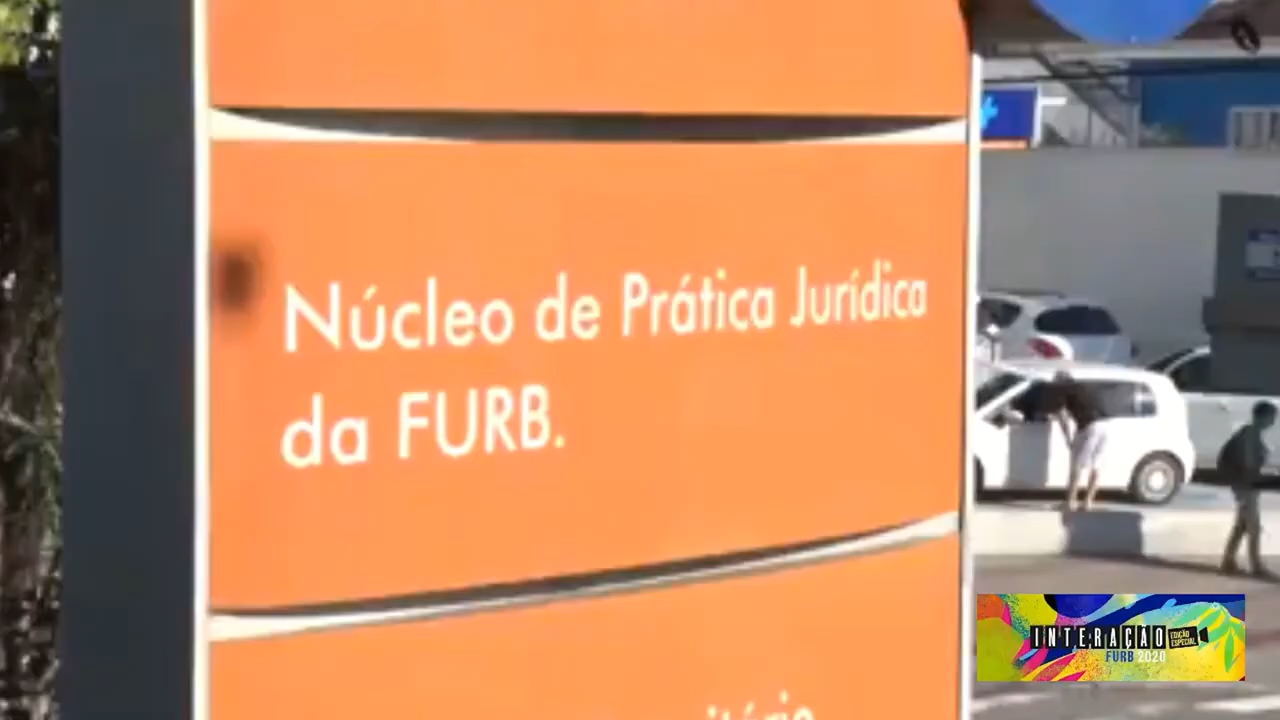 Núcleo de Prática Jurídica
da FURB.
INTERAÇÃO
EDIÇÃO
ESPECIAL
FURB 2020